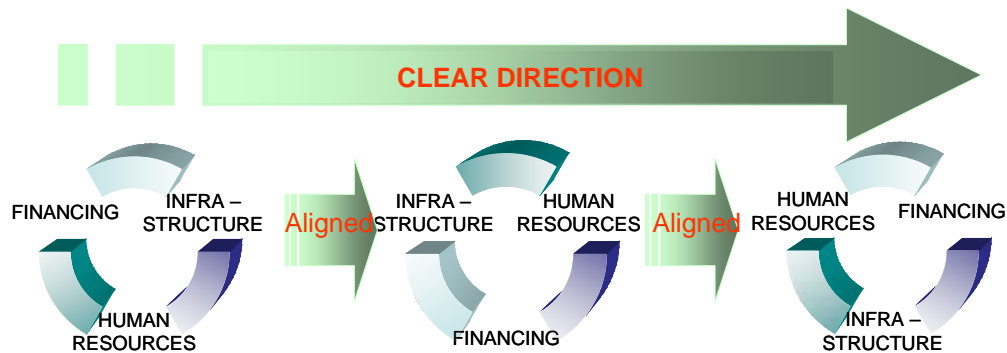 CLEAR DIRECTION
FINANCING
INFRA –
STRUCTURE
HUMAN
RESOURCES
Aligned
INFRA -
STRUCTURE
HUMAN
RESOURCES
FINANCING
Aligned
HUMAN
RESOURCES
FINANCING
INFRA –
STRUCTURE